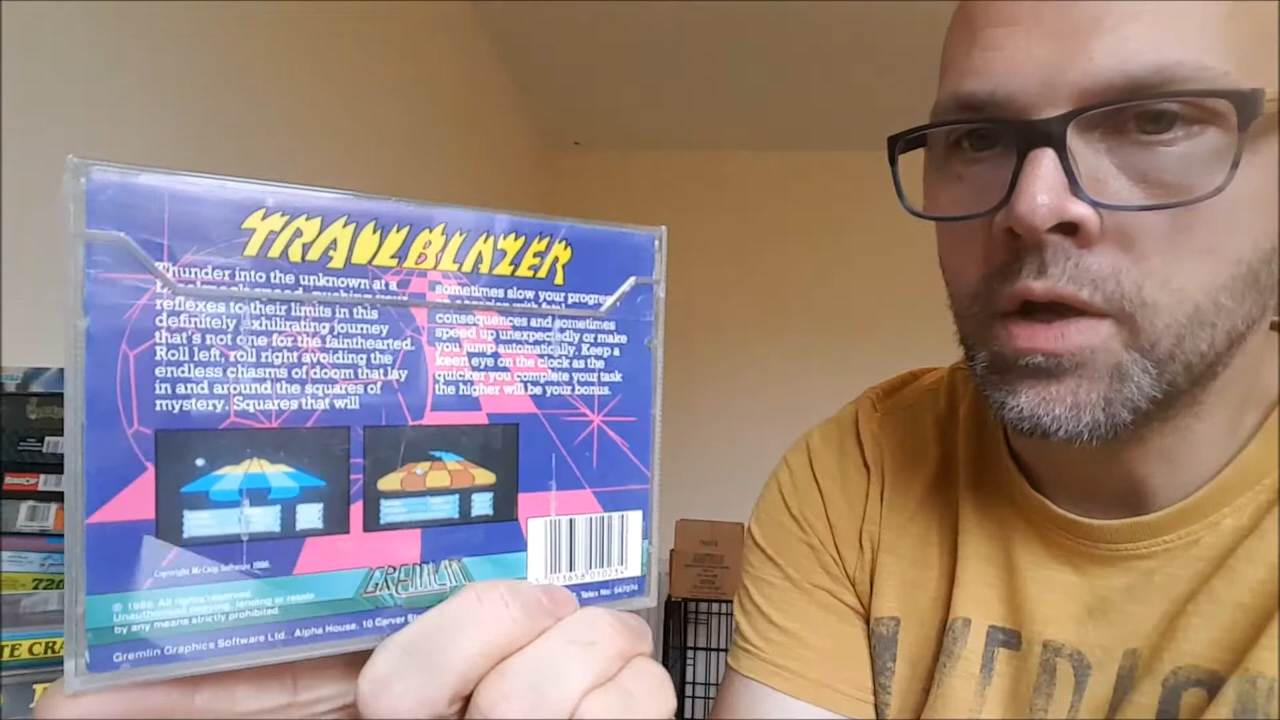 TRAILBLAZER
Thunder into the unknown at a
reflexes to their limits in this
definitely exhilirating journey
that's not one for the fainthearted.
Roll left, roll right avoiding the
endless chasms of doom that lay
in and around the squares of
mystery. Squares that will
sometimes slow your progress
consequences and sometimes
speed up unexpectedly or make
you jump automatically. Keep a
keen eye on the clock as the
quicker you complete your task
the higher will be your bonus.
Copyright Mr Chip Software 1986.
GREMLIN
© 1986. All rights reserved.
Unauthorised copying, lending or resale
by any means strictly prohibited.
Gremlin Graphics Software Ltd., Alpha House, 10 Carver
Telex No:
720
TE CRA